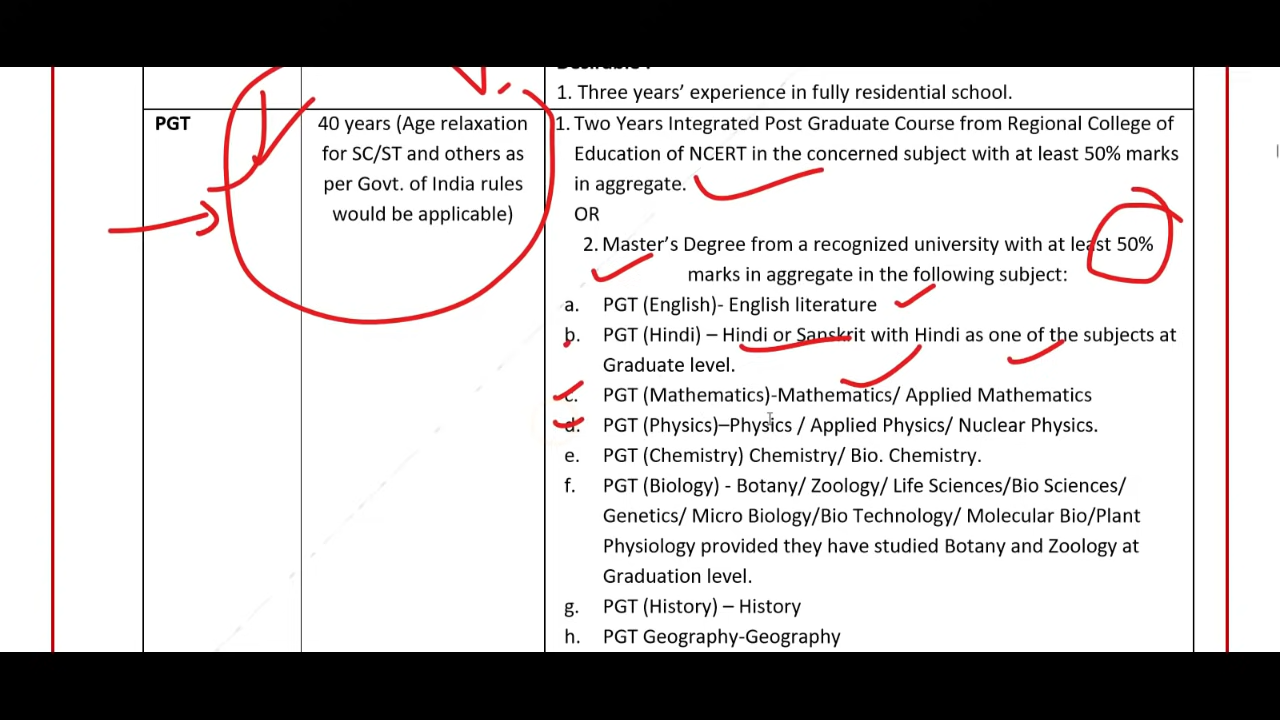 Desirable :
1. Three years’ experience in fully residential school.
PGT
40 years (Age relaxation
for SC/ST and others as
per Govt. of India rules
would be applicable)
1. Two Years Integrated Post Graduate Course from Regional College of
Education of NCERT in the concerned subject with at least 50% marks
in aggregate.
OR
2. Master’s Degree from a recognized university with at least 50%
marks in aggregate in the following subject:
a. PGT (English)- English literature
b. PGT (Hindi) – Hindi or Sanskrit with Hindi as one of the subjects at
Graduate level.
c. PGT (Mathematics)-Mathematics/ Applied Mathematics
d. PGT (Physics)–Physics / Applied Physics/ Nuclear Physics.
e. PGT (Chemistry) Chemistry/ Bio. Chemistry.
f. PGT (Biology) - Botany/ Zoology/ Life Sciences/Bio Sciences/
Genetics/ Micro Biology/Bio Technology/ Molecular Bio/Plant
Physiology provided they have studied Botany and Zoology at
Graduation level.
g. PGT (History) – History
h. PGT Geography-Geography